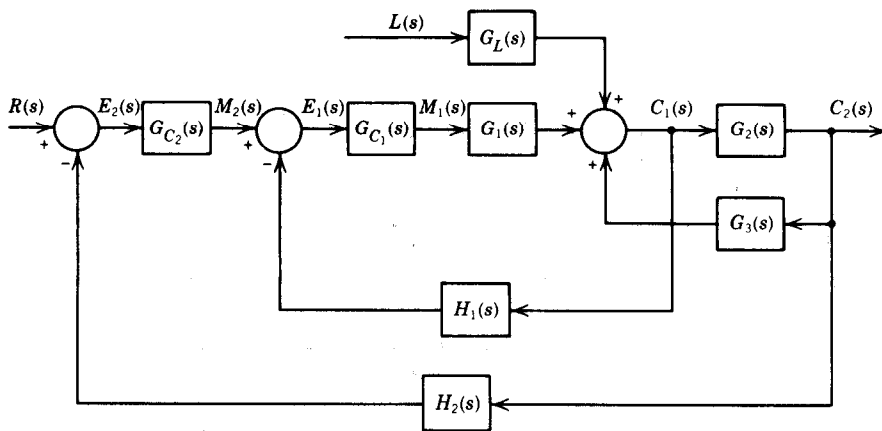 L(s)
G_L(s)
R(s)
E_2(s)
M_2(s)
E_1(s)
M_1(s)
C_1(s)
C_2(s)
+
+
G_{C_2}(s)
G_{C_1}(s)
G_1(s)
G_2(s)
+
+
−
−
+
G_3(s)
H_1(s)
H_2(s)